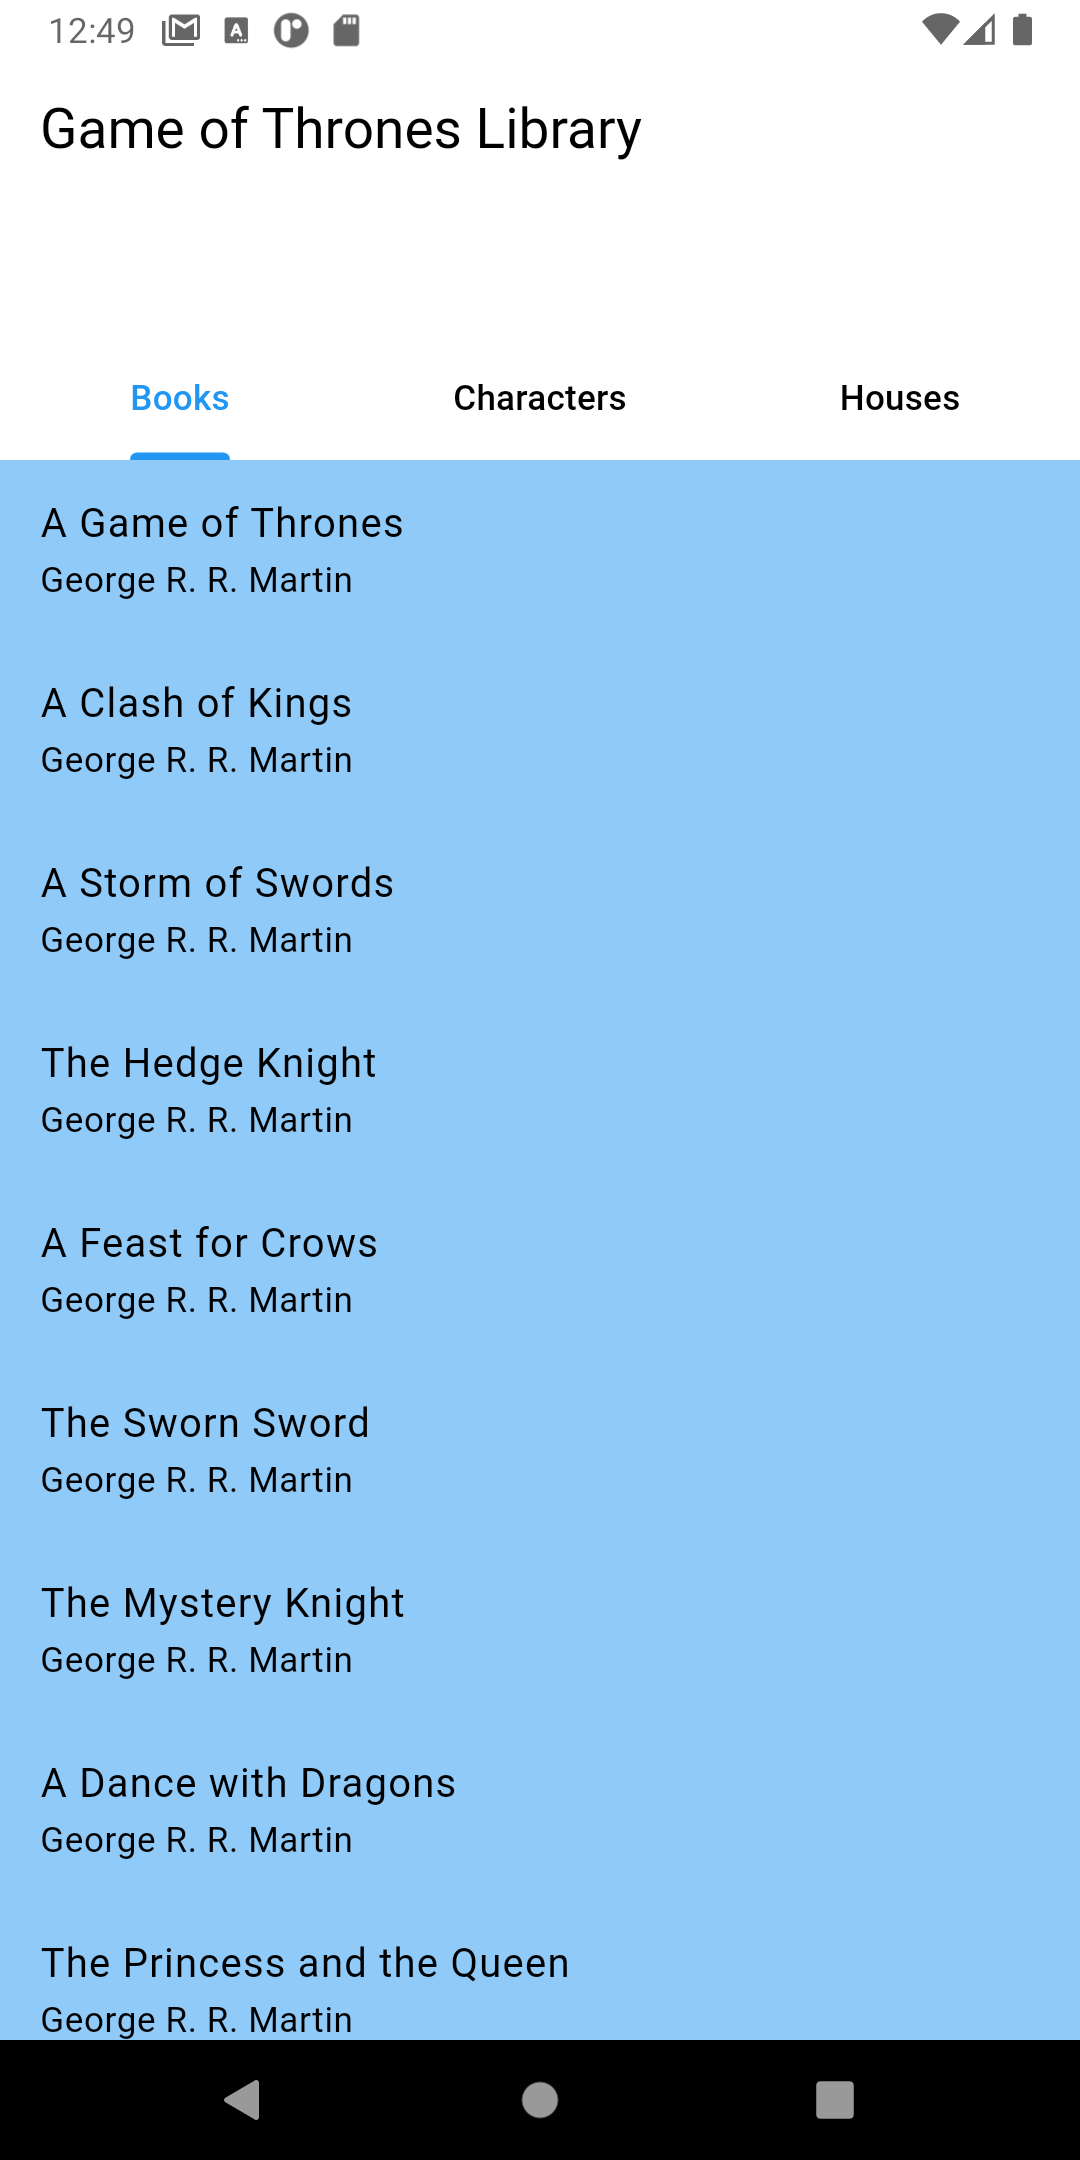 12:49
Game of Thrones Library
Books Characters Houses
A Game of Thrones
George R. R. Martin
A Clash of Kings
George R. R. Martin
A Storm of Swords
George R. R. Martin
The Hedge Knight
George R. R. Martin
A Feast for Crows
George R. R. Martin
The Sworn Sword
George R. R. Martin
The Mystery Knight
George R. R. Martin
A Dance with Dragons
George R. R. Martin
The Princess and the Queen
George R. R. Martin